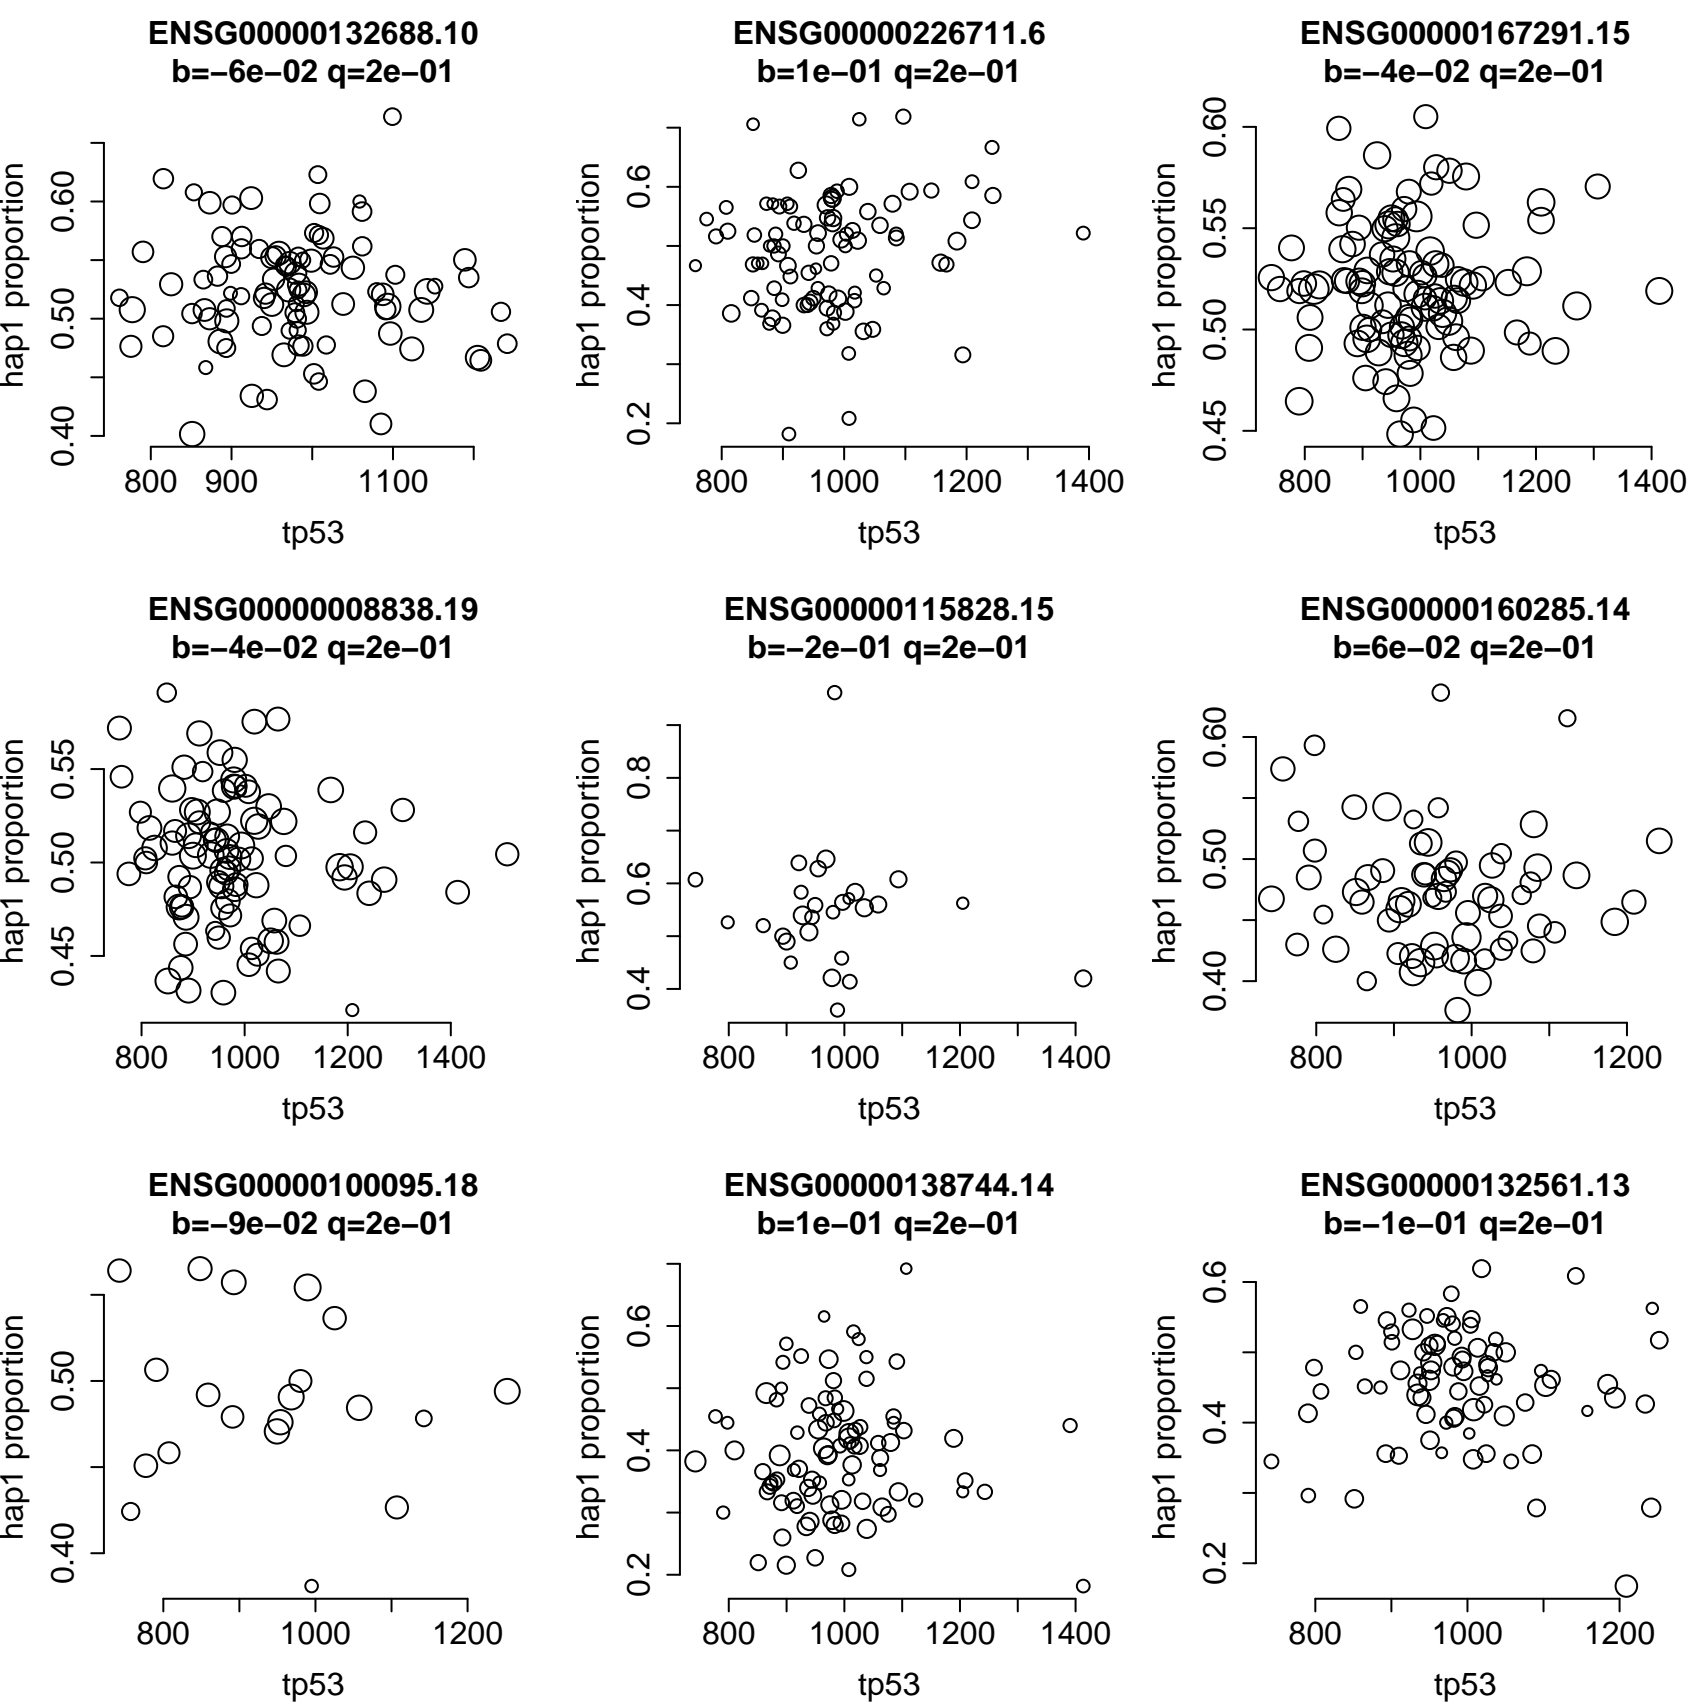 ENSG00000132688.10
b=−6e−02 q=2e−01
hap1 proportion
0.40 0.50 0.60
800 900 1100
tp53
ENSG00000226711.6
b=1e−01 q=2e−01
hap1 proportion
0.2 0.4 0.6
800 1000 1200 1400
tp53
ENSG00000167291.15
b=−4e−02 q=2e−01
hap1 proportion
0.45 0.50 0.55 0.60
800 1000 1200 1400
tp53
ENSG00000008838.19
b=−4e−02 q=2e−01
hap1 proportion
0.45 0.50 0.55
800 1000 1200 1400
tp53
ENSG00000115828.15
b=−2e−01 q=2e−01
hap1 proportion
0.4 0.6 0.8
800 1000 1200 1400
tp53
ENSG00000160285.14
b=6e−02 q=2e−01
hap1 proportion
0.40 0.50 0.60
800 1000 1200
tp53
ENSG00000100095.18
b=−9e−02 q=2e−01
hap1 proportion
0.40 0.50
800 1000 1200
tp53
ENSG00000138744.14
b=1e−01 q=2e−01
hap1 proportion
0.2 0.4 0.6
800 1000 1200 1400
tp53
ENSG00000132561.13
b=−1e−01 q=2e−01
hap1 proportion
0.2 0.4 0.6
800 1000 1200
tp53